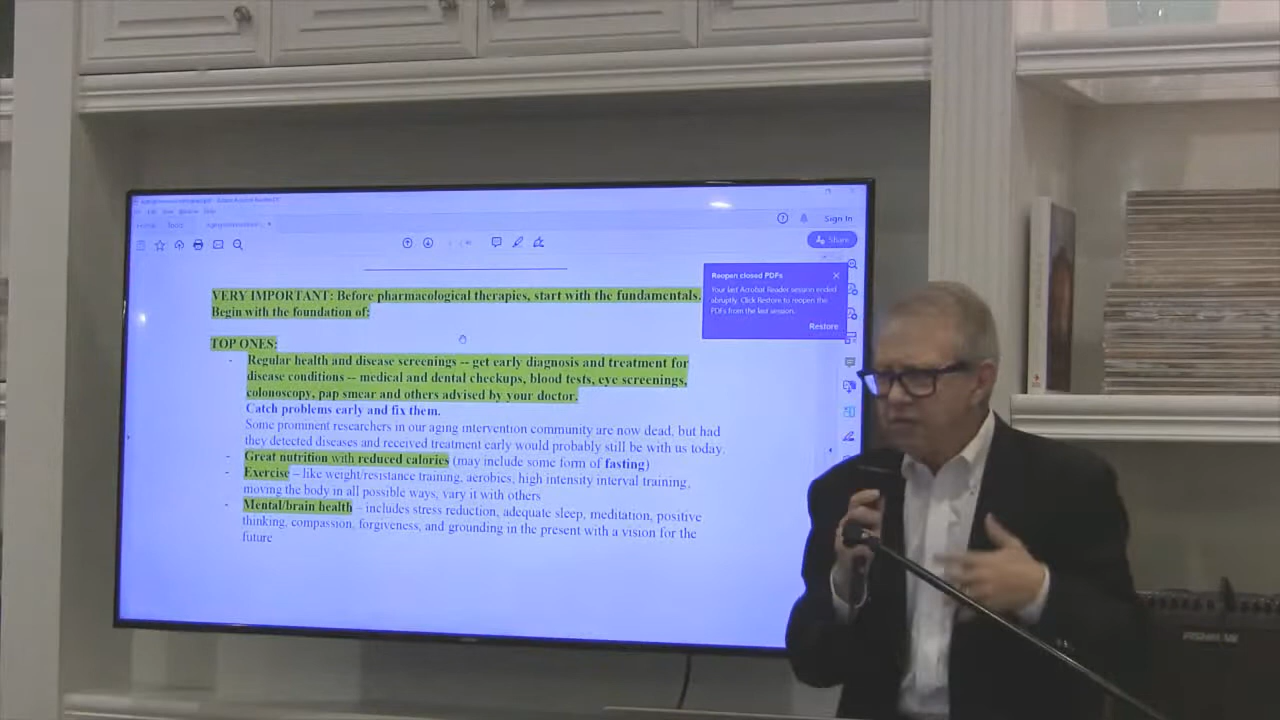 Sign In
Share
Reopen closed PDFs
Your last Acrobat Reader session ended
abruptly. Click Restore to reopen the
PDFs from the last session.
Restore
VERY IMPORTANT: Before pharmacological therapies, start with the fundamentals.
Begin with the foundation of:
TOP ONES:
- Regular health and disease screenings -- get early diagnosis and treatment for
disease conditions -- medical and dental checkups, blood tests, eye screenings,
colonoscopy, pap smear and others advised by your doctor.
Catch problems early and fix them.
Some prominent researchers in our aging intervention community are now dead, but had
they detected diseases and received treatment early would probably still be with us today.
- Great nutrition with reduced calories (may include some form of fasting)
- Exercise – like weight/resistance training, aerobics, high intensity interval training,
moving the body in all possible ways, vary it with others
- Mental/brain health – includes stress reduction, adequate sleep, meditation, positive
thinking, compassion, forgiveness, and grounding in the present with a vision for the
future